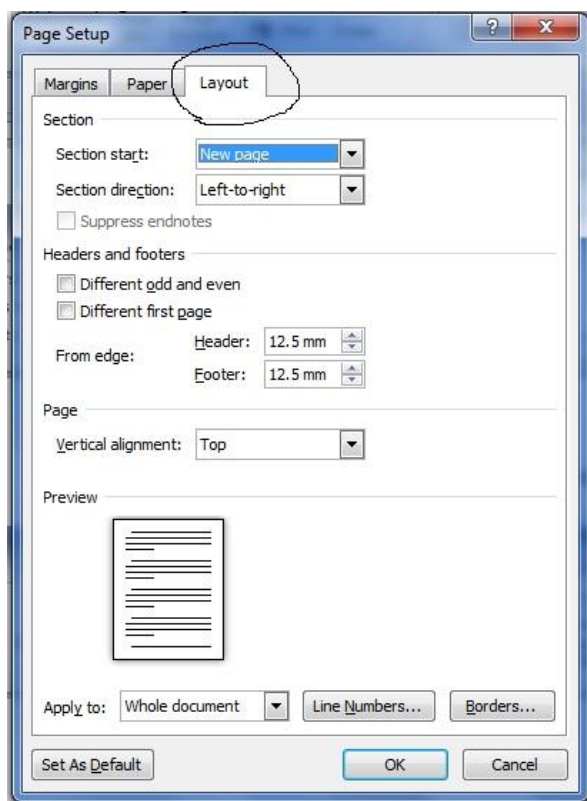 Page Setup
Margins Paper Layout
Section
Section start: New page
Section direction: Left-to-right
Suppress endnotes
Headers and footers
Different odd and even
Different first page
From edge:
Header: 12.5 mm
Footer: 12.5 mm
Page
Vertical alignment: Top
Preview
Apply to: Whole document Line Numbers... Borders...
Set As Default OK Cancel